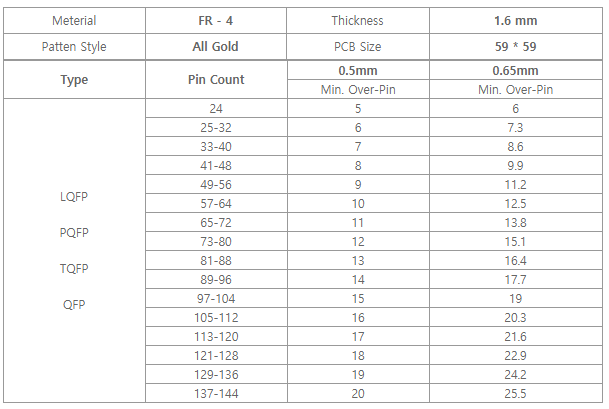 Meterial FR - 4 Thickness 1.6 mm
Patten Style All Gold PCB Size 59 * 59
Type Pin Count 0.5mm 0.65mm
Min. Over-Pin Min. Over-Pin
LQFP
PQFP
TQFP
QFP
24 5 6
25-32 6 7.3
33-40 7 8.6
41-48 8 9.9
49-56 9 11.2
57-64 10 12.5
65-72 11 13.8
73-80 12 15.1
81-88 13 16.4
89-96 14 17.7
97-104 15 19
105-112 16 20.3
113-120 17 21.6
121-128 18 22.9
129-136 19 24.2
137-144 20 25.5